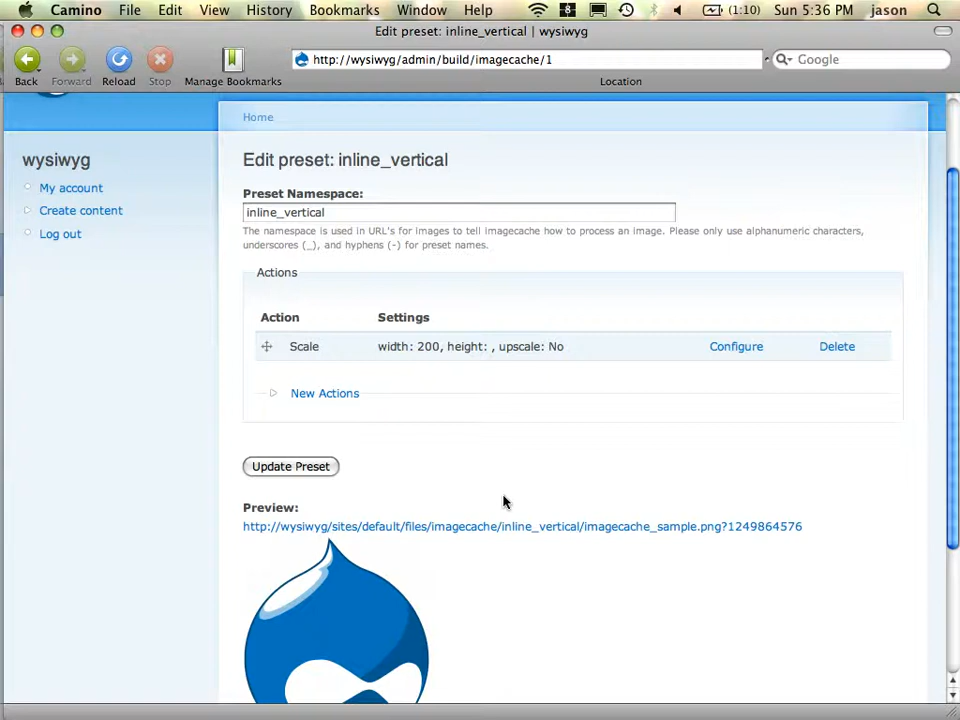 Camino File Edit View History Bookmarks Window Help (1:10) Sun 5:36 PM jason
Edit preset: inline_vertical | wysiwyg
http://wysiwyg/admin/build/imagecache/1
Google
Back Forward Reload Stop Manage Bookmarks Location
Home
wysiwyg
My account
Create content
Log out
Edit preset: inline_vertical
Preset Namespace:
inline_vertical
The namespace is used in URL's for images to tell imagecache how to process an image. Please only use alphanumeric characters,
underscores (_), and hyphens (-) for preset names.
Actions
Action Settings
Scale width: 200, height: , upscale: No Configure Delete
New Actions
Update Preset
Preview:
http://wysiwyg/sites/default/files/imagecache/inline_vertical/imagecache_sample.png?1249864576